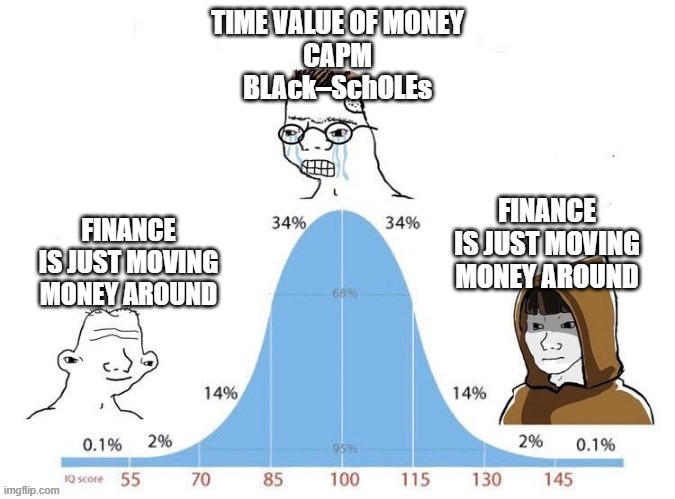 TIME VALUE OF MONEY
CAPM
BLAck–SchOLEs
FINANCE
IS JUST MOVING
MONEY AROUND
FINANCE
IS JUST MOVING
MONEY AROUND
34% 34%
68%
14% 14%
0.1% 2% 95% 2% 0.1%
IQ score 55 70 85 100 115 130 145
imgflip.com